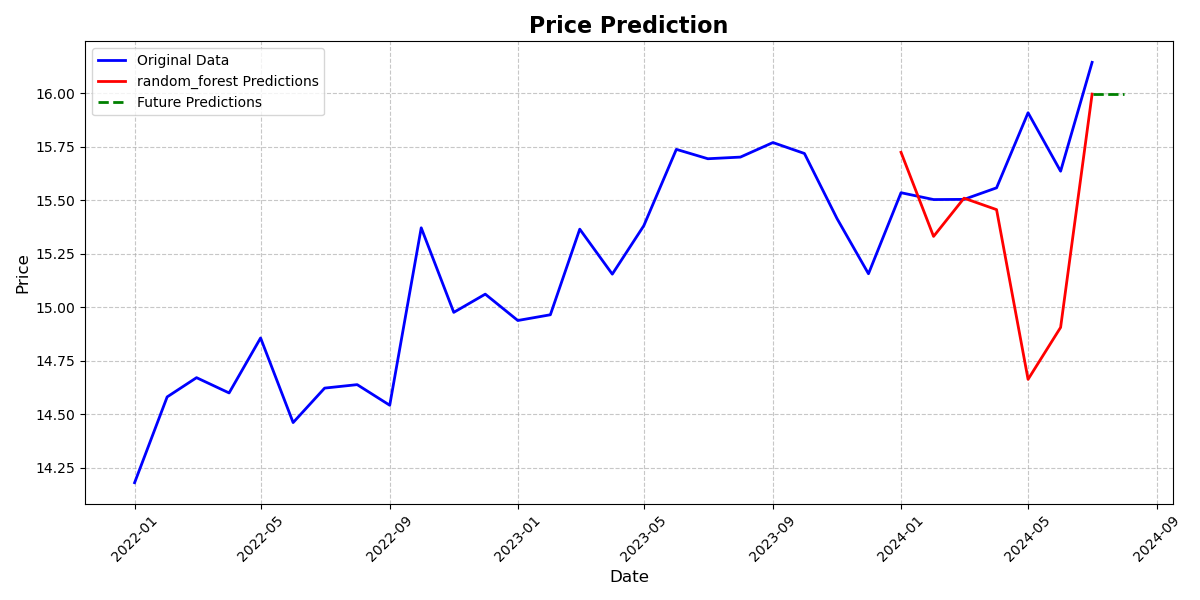 Price Prediction
Original Data
random_forest Predictions
Future Predictions
Price
16.00
15.75
15.50
15.25
15.00
14.75
14.50
14.25
2022-01
2022-05
2022-09
2023-01
2023-05
2023-09
2024-01
2024-05
2024-09
Date